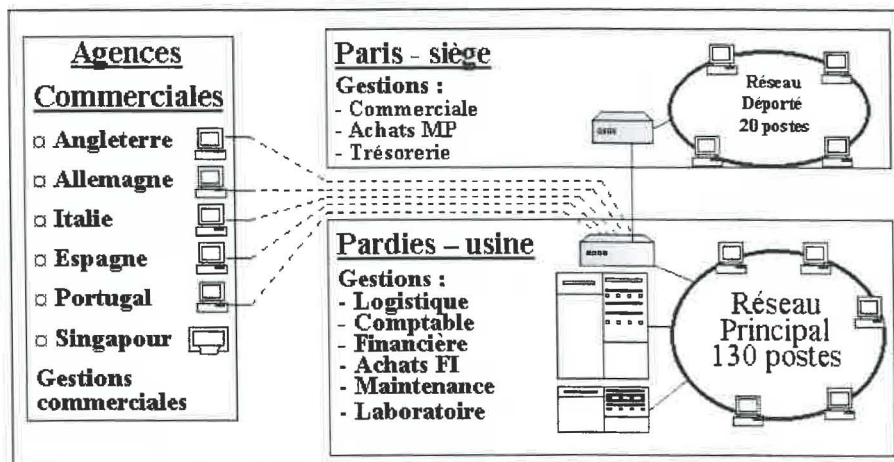 Agences
Commerciales
¤ Angleterre
¤ Allemagne
¤ Italie
¤ Espagne
¤ Portugal
¤ Singapour
Gestions
commerciales
Paris - siège
Gestions :
- Commerciale
- Achats MP
- Trésorerie
Réseau
Déporté
20 postes
Pardies – usine
Gestions :
- Logistique
- Comptable
- Financière
- Achats FI
- Maintenance
- Laboratoire
Réseau
Principal
130 postes